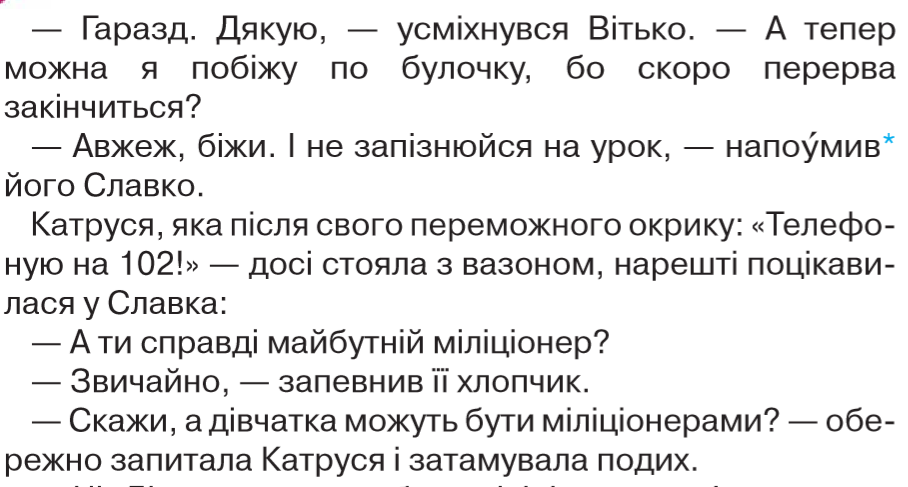 — Гаразд. Дякую, — усміхнувся Вітько. — А тепер
можна я побіжу по булочку, бо скоро перерва
закінчиться?
— Авжеж, біжи. І не запізнюйся на урок, — напоу́мив*
його Славко.
Катруся, яка після свого переможного окрику: «Телефо-
ную на 102!» — досі стояла з вазоном, нарешті поцікави-
лася у Славка:
— А ти справді майбутній міліціонер?
— Звичайно, — запевнив її хлопчик.
— Скажи, а дівчатка можуть бути міліціонерами? — обе-
режно запитала Катруся і затамувала подих.